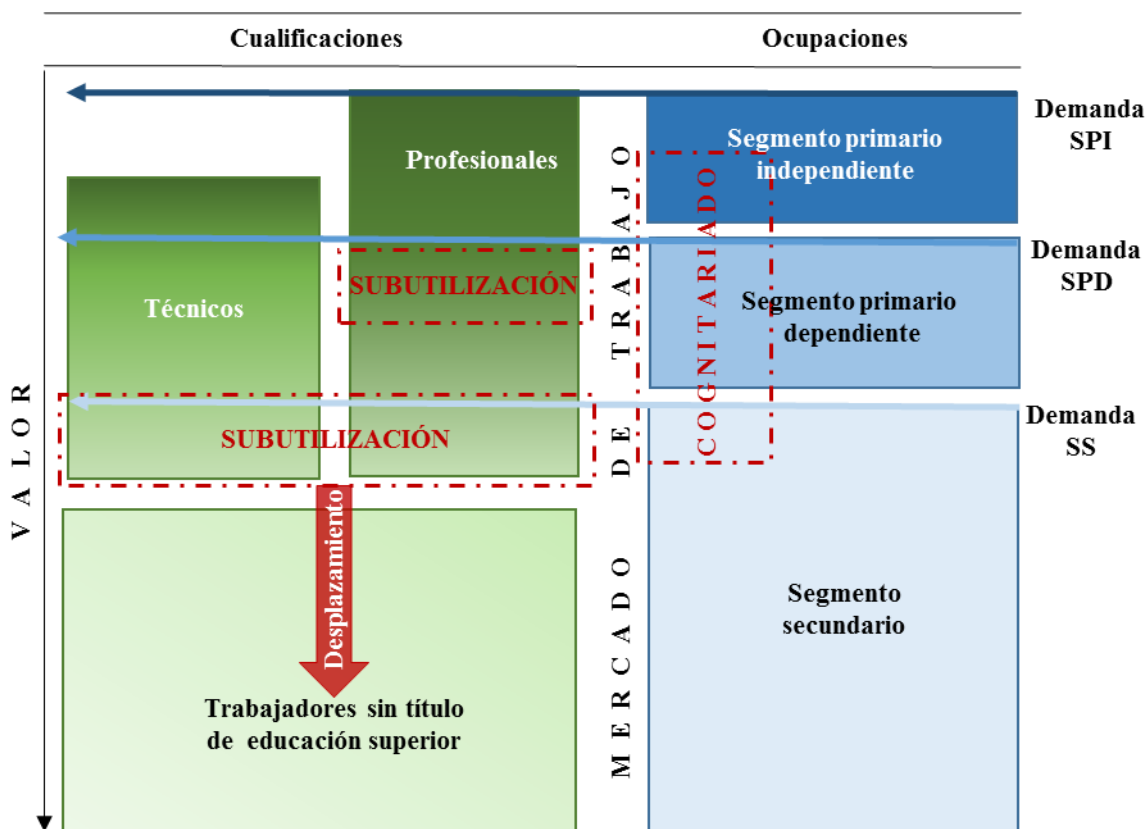 Cualificaciones
Ocupaciones
Demanda
SPI
Profesionales
Segmento primario
independiente
Demanda
SPD
SUBUTILIZACIÓN
Técnicos
Segmento primario
dependiente
COGNITARIADO
Demanda
SS
SUBUTILIZACIÓN
VALOR
MERCADO DE TRABAJO
Desplazamiento
Segmento
secundario
Trabajadores sin título
de educación superior